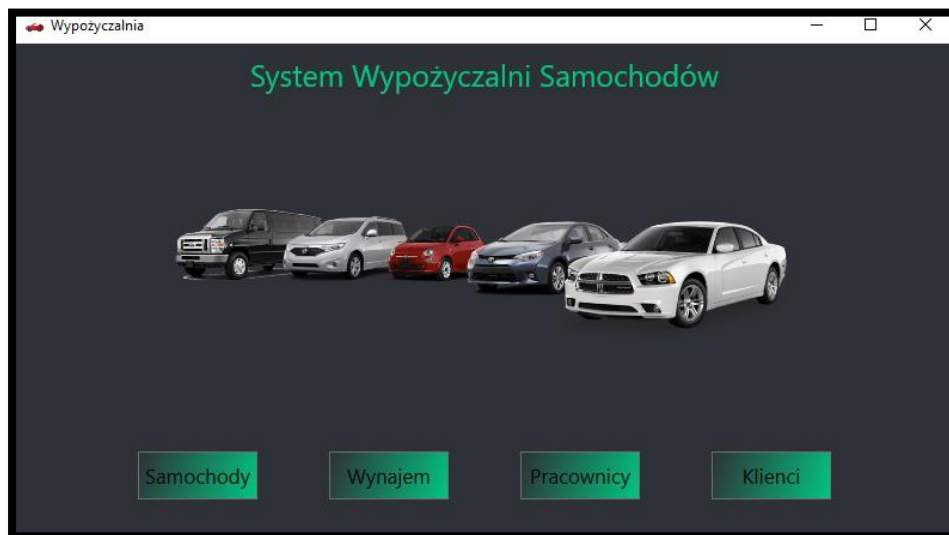 Wypożyczalnia
System Wypożyczalni Samochodów
Samochody
Wynajem
Pracownicy
Klienci